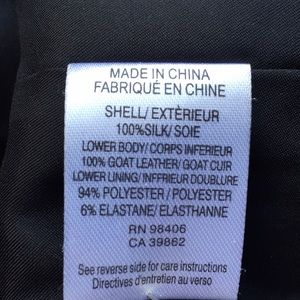 MADE IN CHINA
FABRIQUÉ EN CHINE
SHELL/ EXTÈRIEUR
100%SILK/ SOIE
LOWER BODY/ CORPS INFERIEUR
100% GOAT LEATHER/ GOAT CUIR
LOWER LINING/ INFFRIEUR DOUBLURE
94% POLYESTER/ POLYESTER
6% ELASTANE/ ELASTHANNE
RN 98406
CA 39862
See reverse side for care instructions
Directives d'entretien au verso